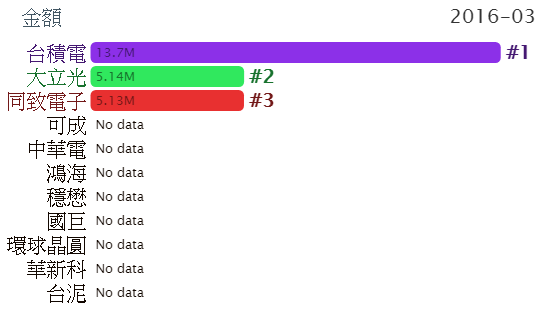 金額 2016-03
台積電 13.7M #1
大立光 5.14M #2
同致電子 5.13M #3
可成 No data
中華電 No data
鴻海 No data
穩懋 No data
國巨 No data
環球晶圓 No data
華新科 No data
台泥 No data